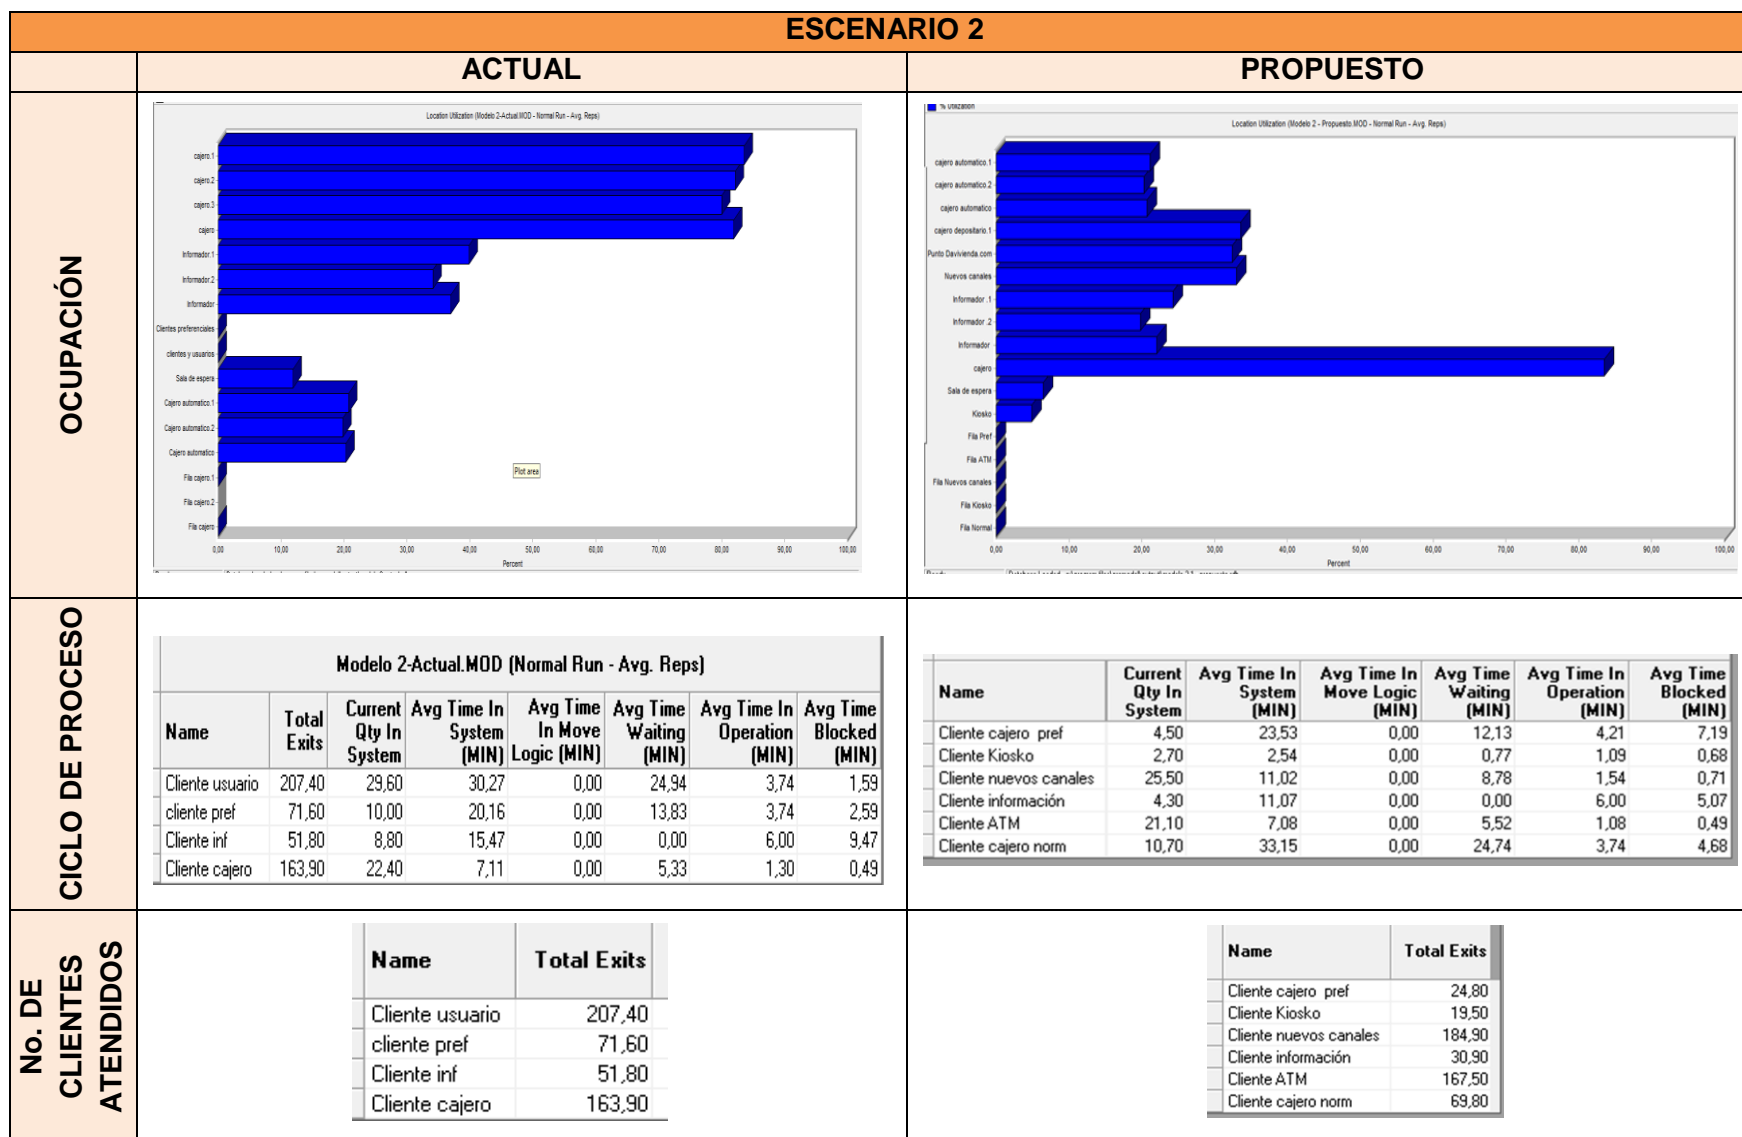 ESCENARIO 2
ACTUAL
PROPUESTO
OCUPACIÓN
Location Utilization (Modelo 2-Actual.MOD - Normal Run - Avg. Reps)
cajero.1
cajero.2
cajero.3
cajero
Informador.1
Informador.2
Informador
Clientes preferenciales
clientes y usuarios
Sala de espera
Cajero automatico.1
Cajero automatico.2
Cajero automatico
Fila cajero.1
Fila cajero.2
Fila cajero
Plot area
0,00 10,00 20,00 30,00 40,00 50,00 60,00 70,00 80,00 90,00 100,00
Percent
% Utilization
Location Utilization (Modelo 2 - Propuesto.MOD - Normal Run - Avg. Reps)
cajero automatico.1
cajero automatico.2
cajero automatico
cajero depositario.1
Punto Davivienda.com
Nuevos canales
Informador .1
Informador .2
Informador
cajero
Sala de espera
Kiosko
Fila Pref
Fila ATM
Fila Nuevos canales
Fila Kiosko
Fila Normal
0,00 10,00 20,00 30,00 40,00 50,00 60,00 70,00 80,00 90,00 100,00
Percent
CICLO DE PROCESO
Modelo 2-Actual.MOD (Normal Run - Avg. Reps)
Name Total Exits Current Qty In System Avg Time In System (MIN) Avg Time In Move Logic (MIN) Avg Time Waiting (MIN) Avg Time In Operation (MIN) Avg Time Blocked (MIN)
Cliente usuario 207,40 29,60 30,27 0,00 24,94 3,74 1,59
cliente pref 71,60 10,00 20,16 0,00 13,83 3,74 2,59
Cliente inf 51,80 8,80 15,47 0,00 0,00 6,00 9,47
Cliente cajero 163,90 22,40 7,11 0,00 5,33 1,30 0,49
Name Current Qty In System Avg Time In System (MIN) Avg Time In Move Logic (MIN) Avg Time Waiting (MIN) Avg Time In Operation (MIN) Avg Time Blocked (MIN)
Cliente cajero pref 4,50 23,53 0,00 12,13 4,21 7,19
Cliente Kiosko 2,70 2,54 0,00 0,77 1,09 0,68
Cliente nuevos canales 25,50 11,02 0,00 8,78 1,54 0,71
Cliente información 4,30 11,07 0,00 0,00 6,00 5,07
Cliente ATM 21,10 7,08 0,00 5,52 1,08 0,49
Cliente cajero norm 10,70 33,15 0,00 24,74 3,74 4,68
No. DE
CLIENTES
ATENDIDOS
Name Total Exits
Cliente usuario 207,40
cliente pref 71,60
Cliente inf 51,80
Cliente cajero 163,90
Name Total Exits
Cliente cajero pref 24,80
Cliente Kiosko 19,50
Cliente nuevos canales 184,90
Cliente información 30,90
Cliente ATM 167,50
Cliente cajero norm 69,80